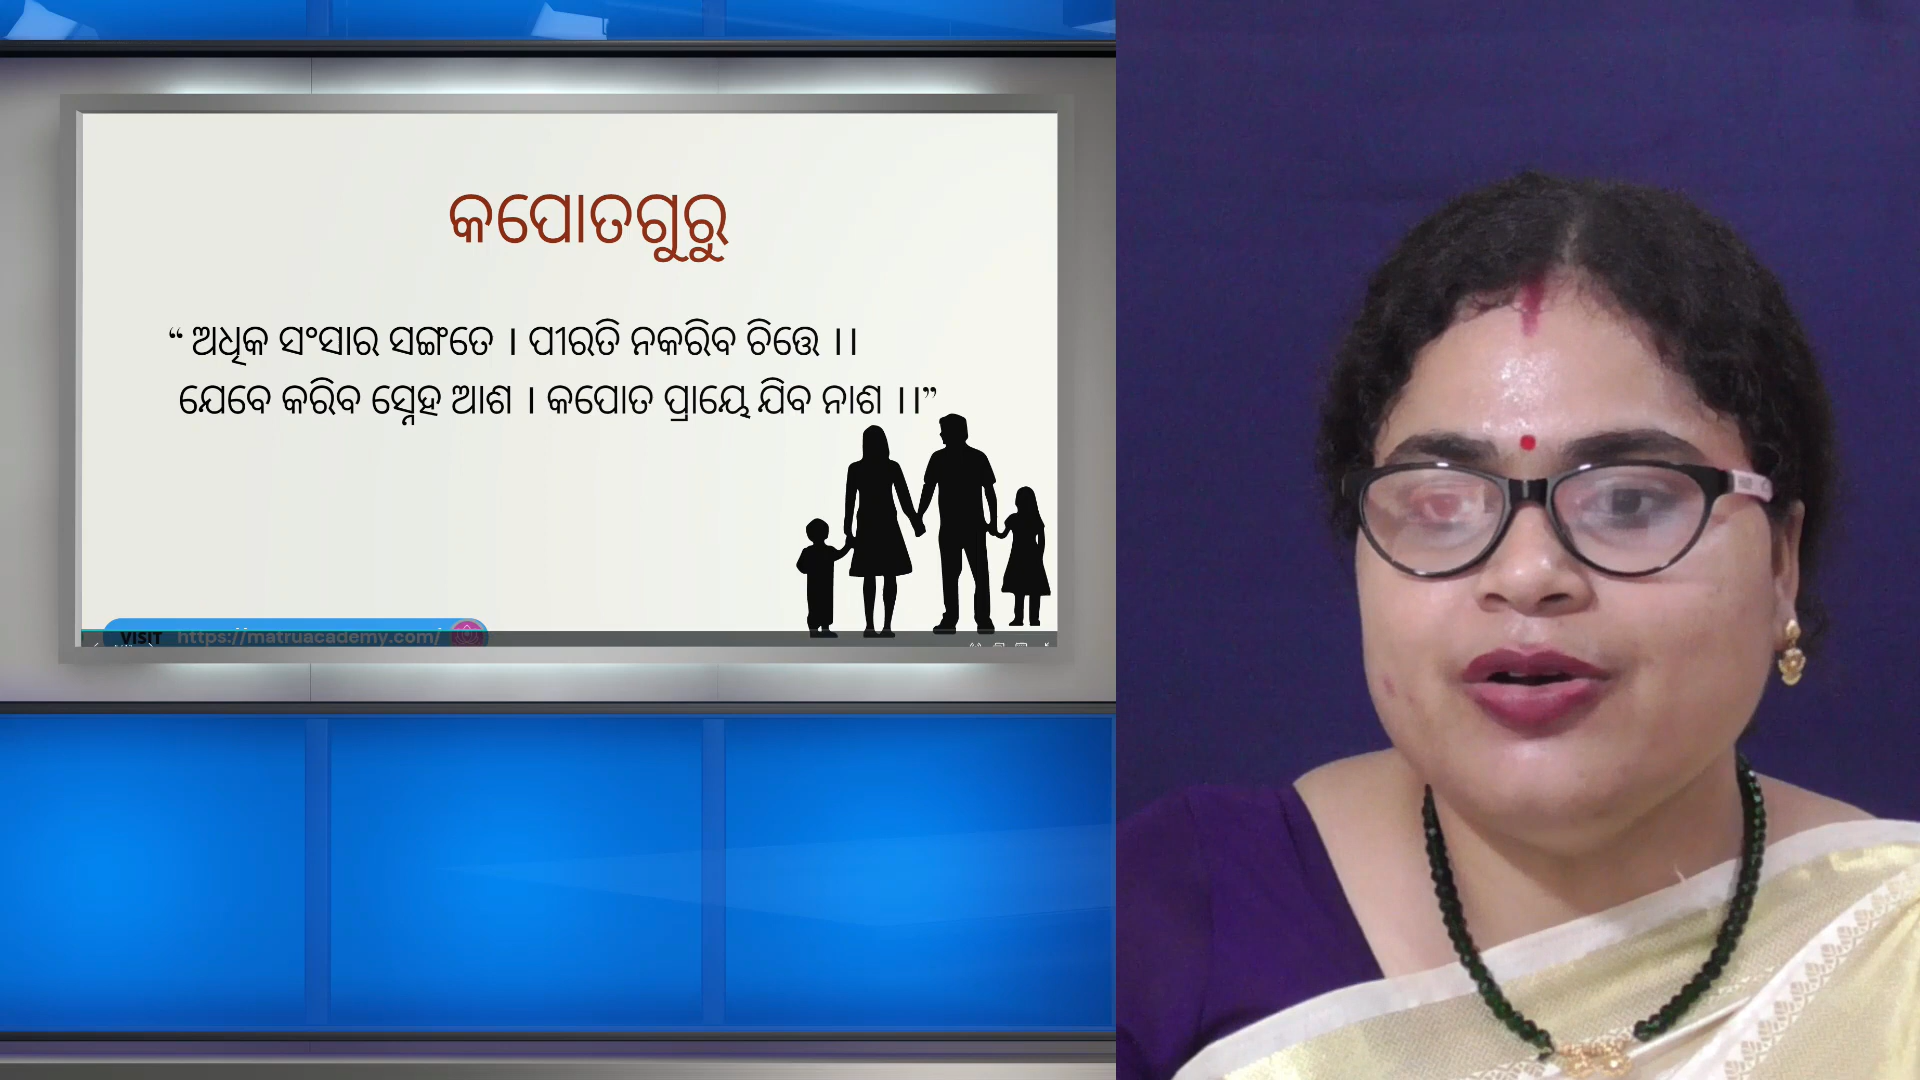 କପୋତଗୁରୁ
“ ଅଧିକ ସଂସାର ସଙ୍ଗତେ । ପୀରତି ନକରିବ ଚିତ୍ତେ ।।
ଯେବେ କରିବ ସ୍ନେହ ଆଶ । କପୋତ ପ୍ରାୟେ ଯିବ ନାଶ ।।”
VISIT https://matruacademy.com/